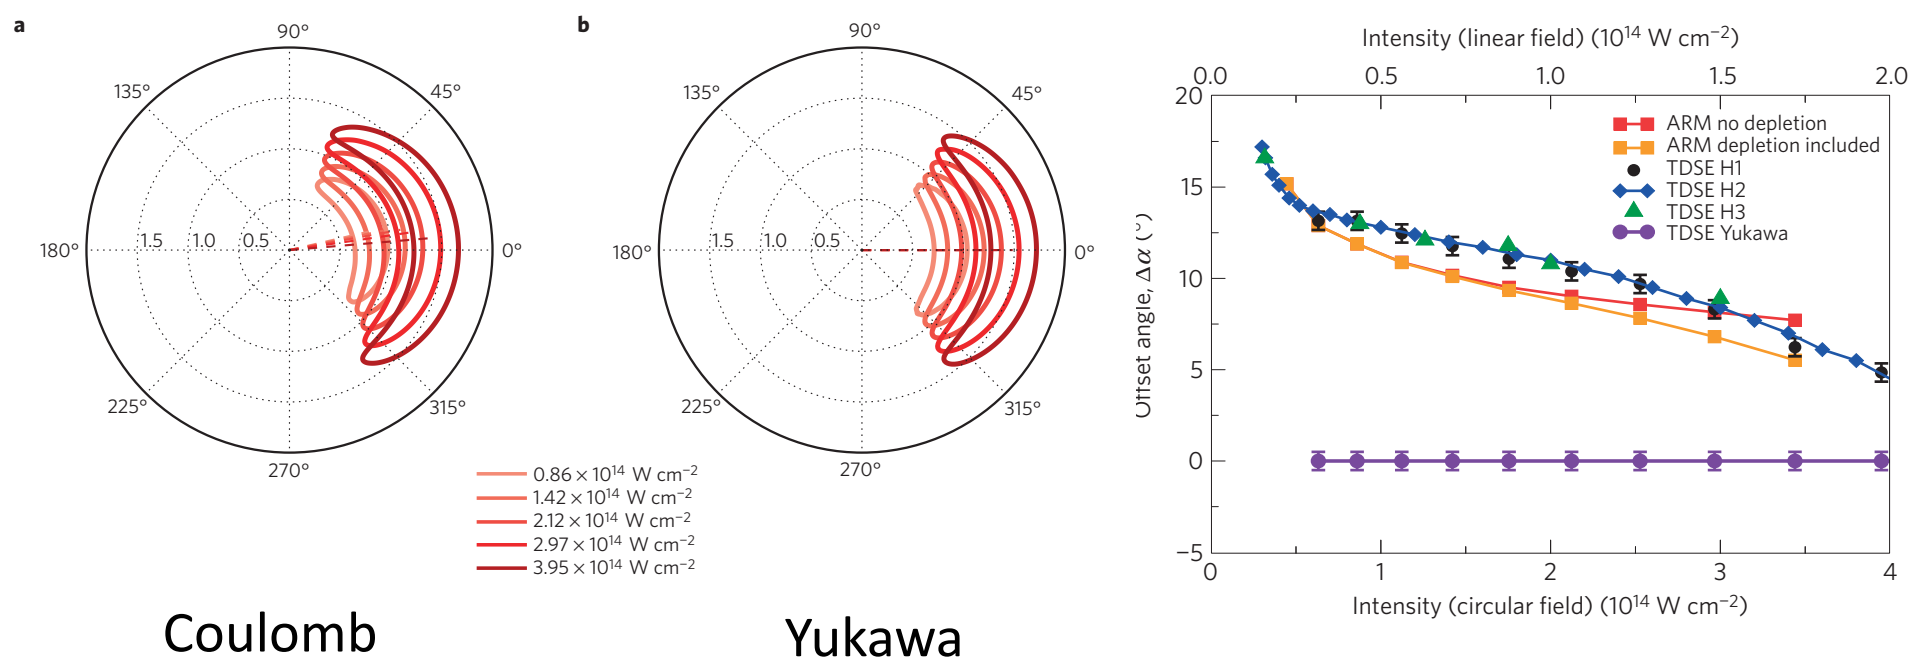 a
90°
135°
45°
180°
1.5
1.0
0.5
0°
225°
315°
270°
b
90°
135°
45°
180°
1.5
1.0
0.5
0°
225°
315°
270°
0.86 × 10¹⁴ W cm⁻²
1.42 × 10¹⁴ W cm⁻²
2.12 × 10¹⁴ W cm⁻²
2.97 × 10¹⁴ W cm⁻²
3.95 × 10¹⁴ W cm⁻²
Coulomb
Yukawa
Intensity (linear field) (10¹⁴ W cm⁻²)
0.0 0.5 1.0 1.5 2.0
20
15
10
5
0
−5
Offset angle, Δα (°)
ARM no depletion
ARM depletion included
TDSE H1
TDSE H2
TDSE H3
TDSE Yukawa
0 1 2 3 4
Intensity (circular field) (10¹⁴ W cm⁻²)